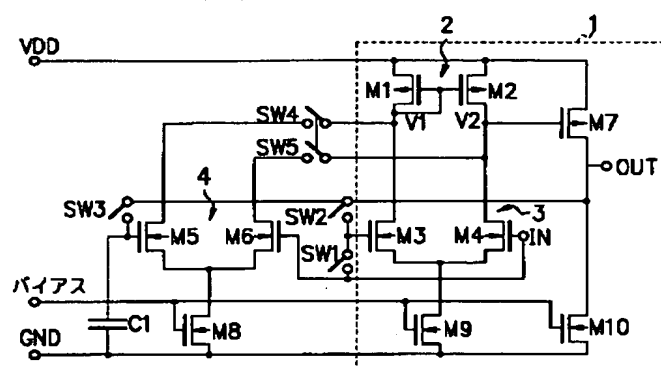 1
2
VDD
M1
M2
SW4
V1
V2
M7
SW5
OUT
4
SW3
SW2
3
M5
M6
M3
M4
IN
SW1
バイアス
C1
M8
M9
M10
GND